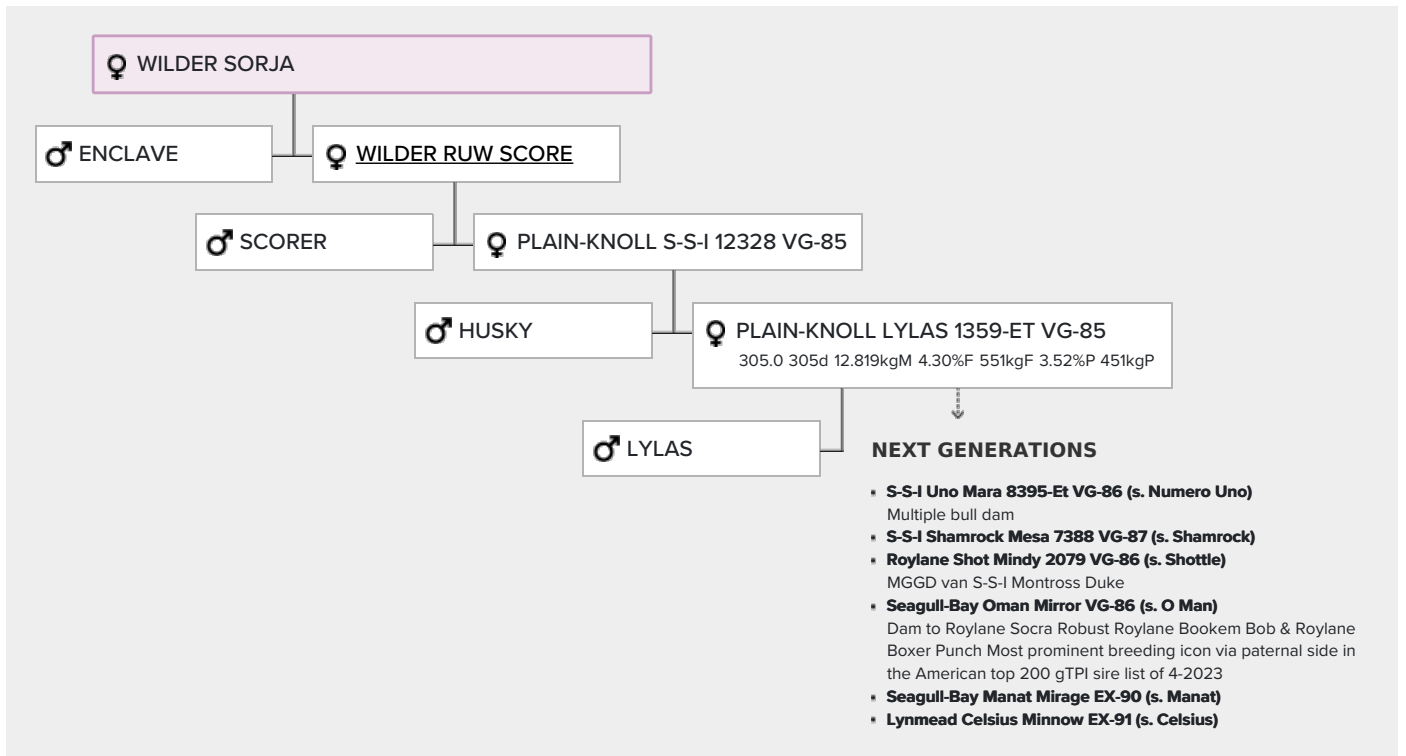 WILDER SORJA
ENCLAVE
WILDER RUW SCORE
SCORER
PLAIN-KNOLL S-S-I 12328 VG-85
HUSKY
PLAIN-KNOLL LYLAS 1359-ET VG-85
305.0 305d 12.819kgM 4.30%F 551kgF 3.52%P 451kgP
LYLAS
NEXT GENERATIONS
S-S-I Uno Mara 8395-Et VG-86 (s. Numero Uno)
Multiple bull dam
S-S-I Shamrock Mesa 7388 VG-87 (s. Shamrock)
Roylane Shot Mindy 2079 VG-86 (s. Shottle)
MGGD van S-S-I Montross Duke
Seagull-Bay Oman Mirror VG-86 (s. O Man)
Dam to Roylane Socra Robust Roylane Bookem Bob & Roylane
Boxer Punch Most prominent breeding icon via paternal side in
the American top 200 gTPI sire list of 4-2023
Seagull-Bay Manat Mirage EX-90 (s. Manat)
Lynmead Celsius Minnow EX-91 (s. Celsius)